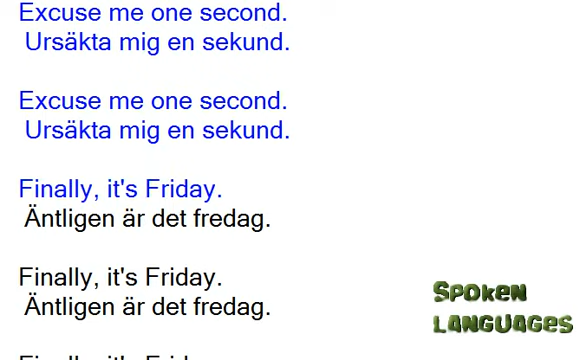 Excuse me one second.
Ursäkta mig en sekund.
Excuse me one second.
Ursäkta mig en sekund.
Finally, it's Friday.
Äntligen är det fredag.
Finally, it's Friday.
Äntligen är det fredag.
Spoken
Languages